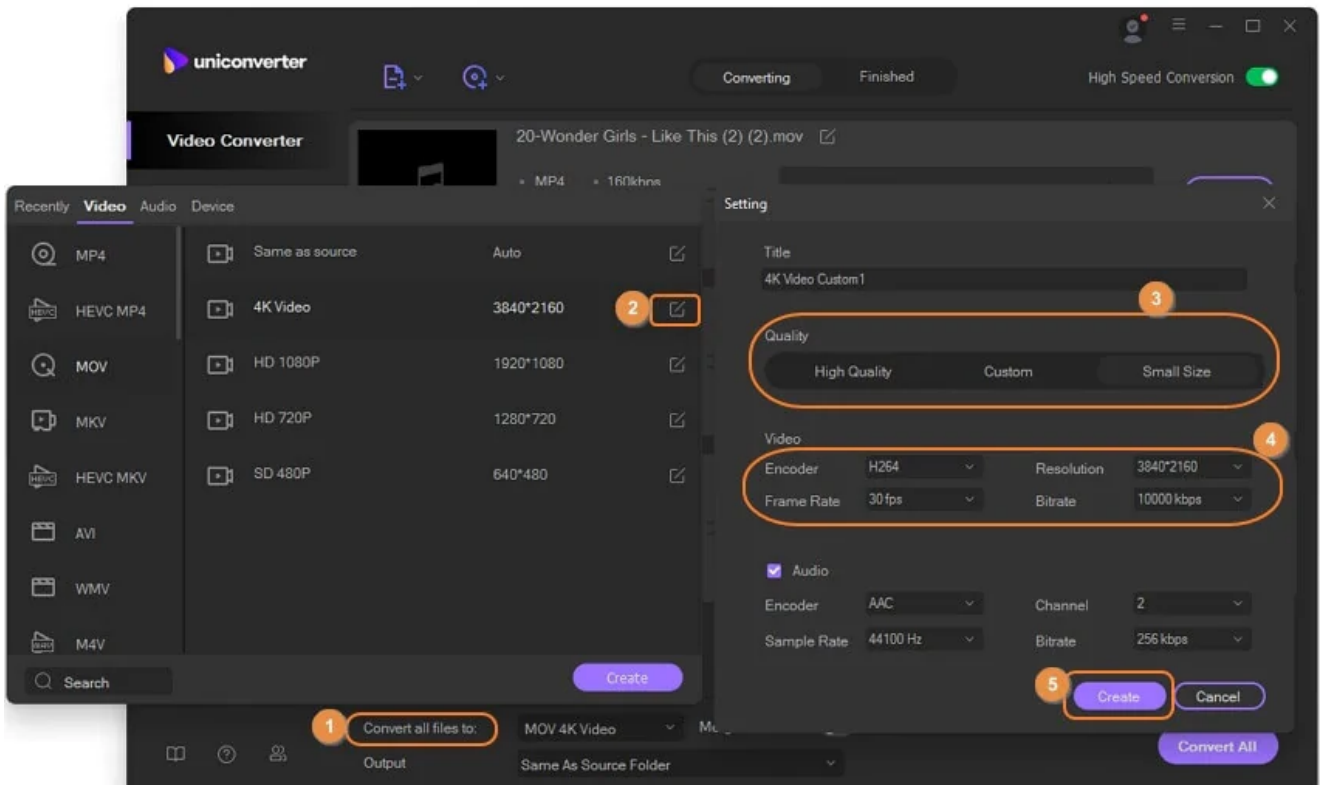 uniconverter
Converting
Finished
High Speed Conversion
Video Converter
20-Wonder Girls - Like This (2) (2).mov
MP4
160kbps
Recently Video Audio Device
MP4
HEVC MP4
MOV
MKV
HEVC MKV
AVI
WMV
M4V
Search
Same as source Auto
4K Video 3840*2160 2
HD 1080P 1920*1080
HD 720P 1280*720
SD 480P 640*480
Create
Setting
Title
4K Video Custom1
3
Quality
High Quality Custom Small Size
Video
4
Encoder H264 Resolution 3840*2160
Frame Rate 30 fps Bitrate 10000 kbps
Audio
Encoder AAC Channel 2
Sample Rate 44100 Hz Bitrate 256 kbps
5 Create Cancel
1 Convert all files to: MOV 4K Video
Output Same As Source Folder
Convert All